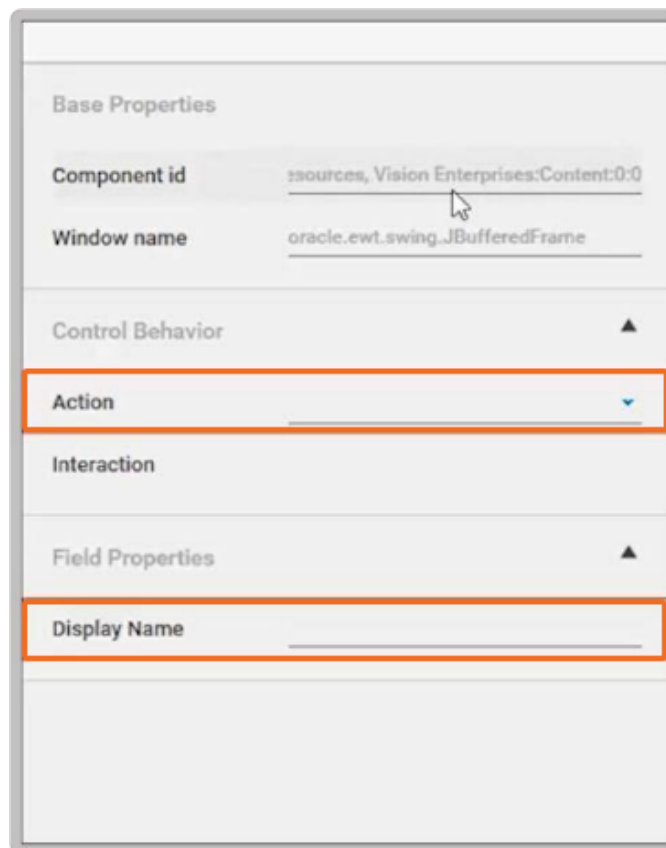 Base Properties
Component id esources, Vision Enterprises:Content:0:0
Window name oracle.ewt.swing.JBufferedFrame
Control Behavior
Action
Interaction
Field Properties
Display Name